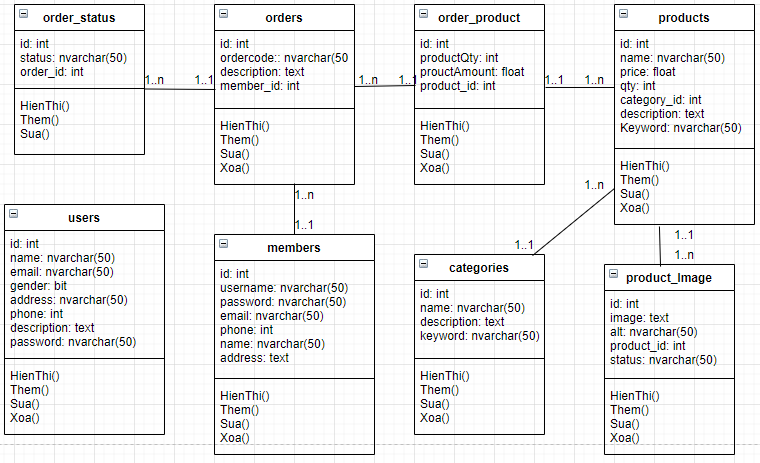 order_status
id: int
status: nvarchar(50)
order_id: int
HienThi()
Them()
Sua()
1..n
1..1
orders
id: int
ordercode:: nvarchar(50
description: text
member_id: int
HienThi()
Them()
Sua()
Xoa()
1..n
1..1
order_product
id: int
productQty: int
prouctAmount: float
product_id: int
HienThi()
Them()
Sua()
Xoa()
1..1
1..n
products
id: int
name: nvarchar(50)
price: float
qty: int
category_id: int
description: text
Keyword: nvarchar(50)
HienThi()
Them()
Sua()
Xoa()
1..n
1..1
1..n
1..1
1..1
1..n
users
id: int
name: nvarchar(50)
email: nvarchar(50)
gender: bit
address: nvarchar(50)
phone: int
description: text
password: nvarchar(50)
HienThi()
Them()
Sua()
Xoa()
members
id: int
username: nvarchar(50)
password: nvarchar(50)
email: nvarchar(50)
phone: int
name: nvarchar(50)
address: text
HienThi()
Them()
Sua()
Xoa()
categories
id: int
name: nvarchar(50)
description: text
keyword: nvarchar(50)
HienThi()
Them()
Sua()
Xoa()
product_Image
id: int
image: text
alt: nvarchar(50)
product_id: int
status: nvarchar(50)
HienThi()
Them()
Sua()
Xoa()